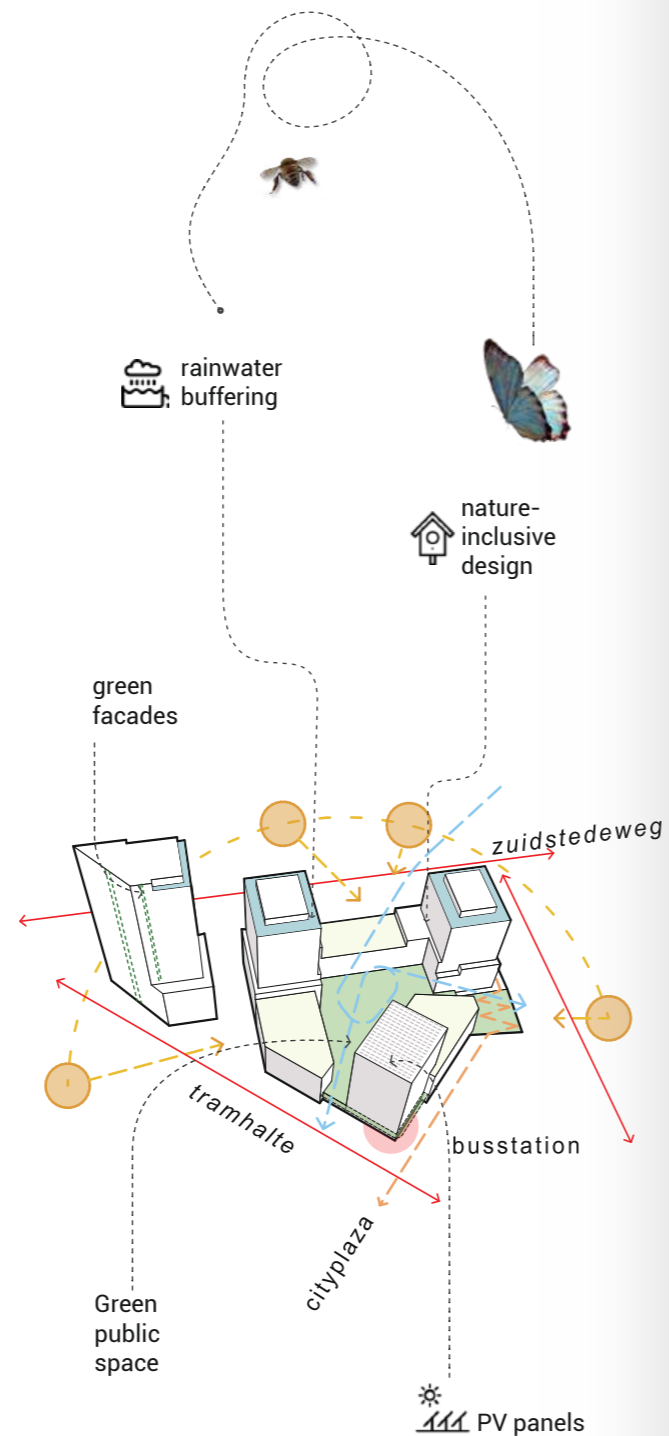 rainwater
buffering
nature-
inclusive
design
green
facades
zuidstedeweg
tramhalte
busstation
cityplaza
Green
public
space
PV panels